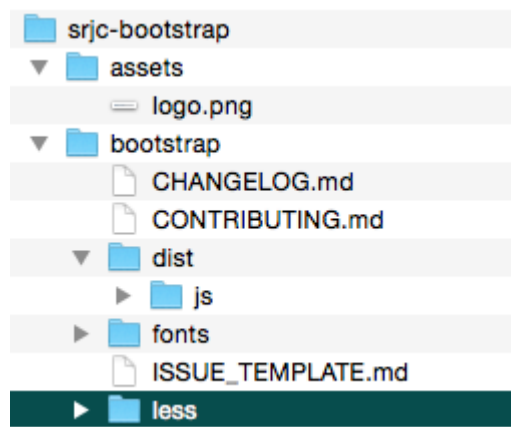 srjc-bootstrap
assets
logo.png
bootstrap
CHANGELOG.md
CONTRIBUTING.md
dist
js
fonts
ISSUE_TEMPLATE.md
less